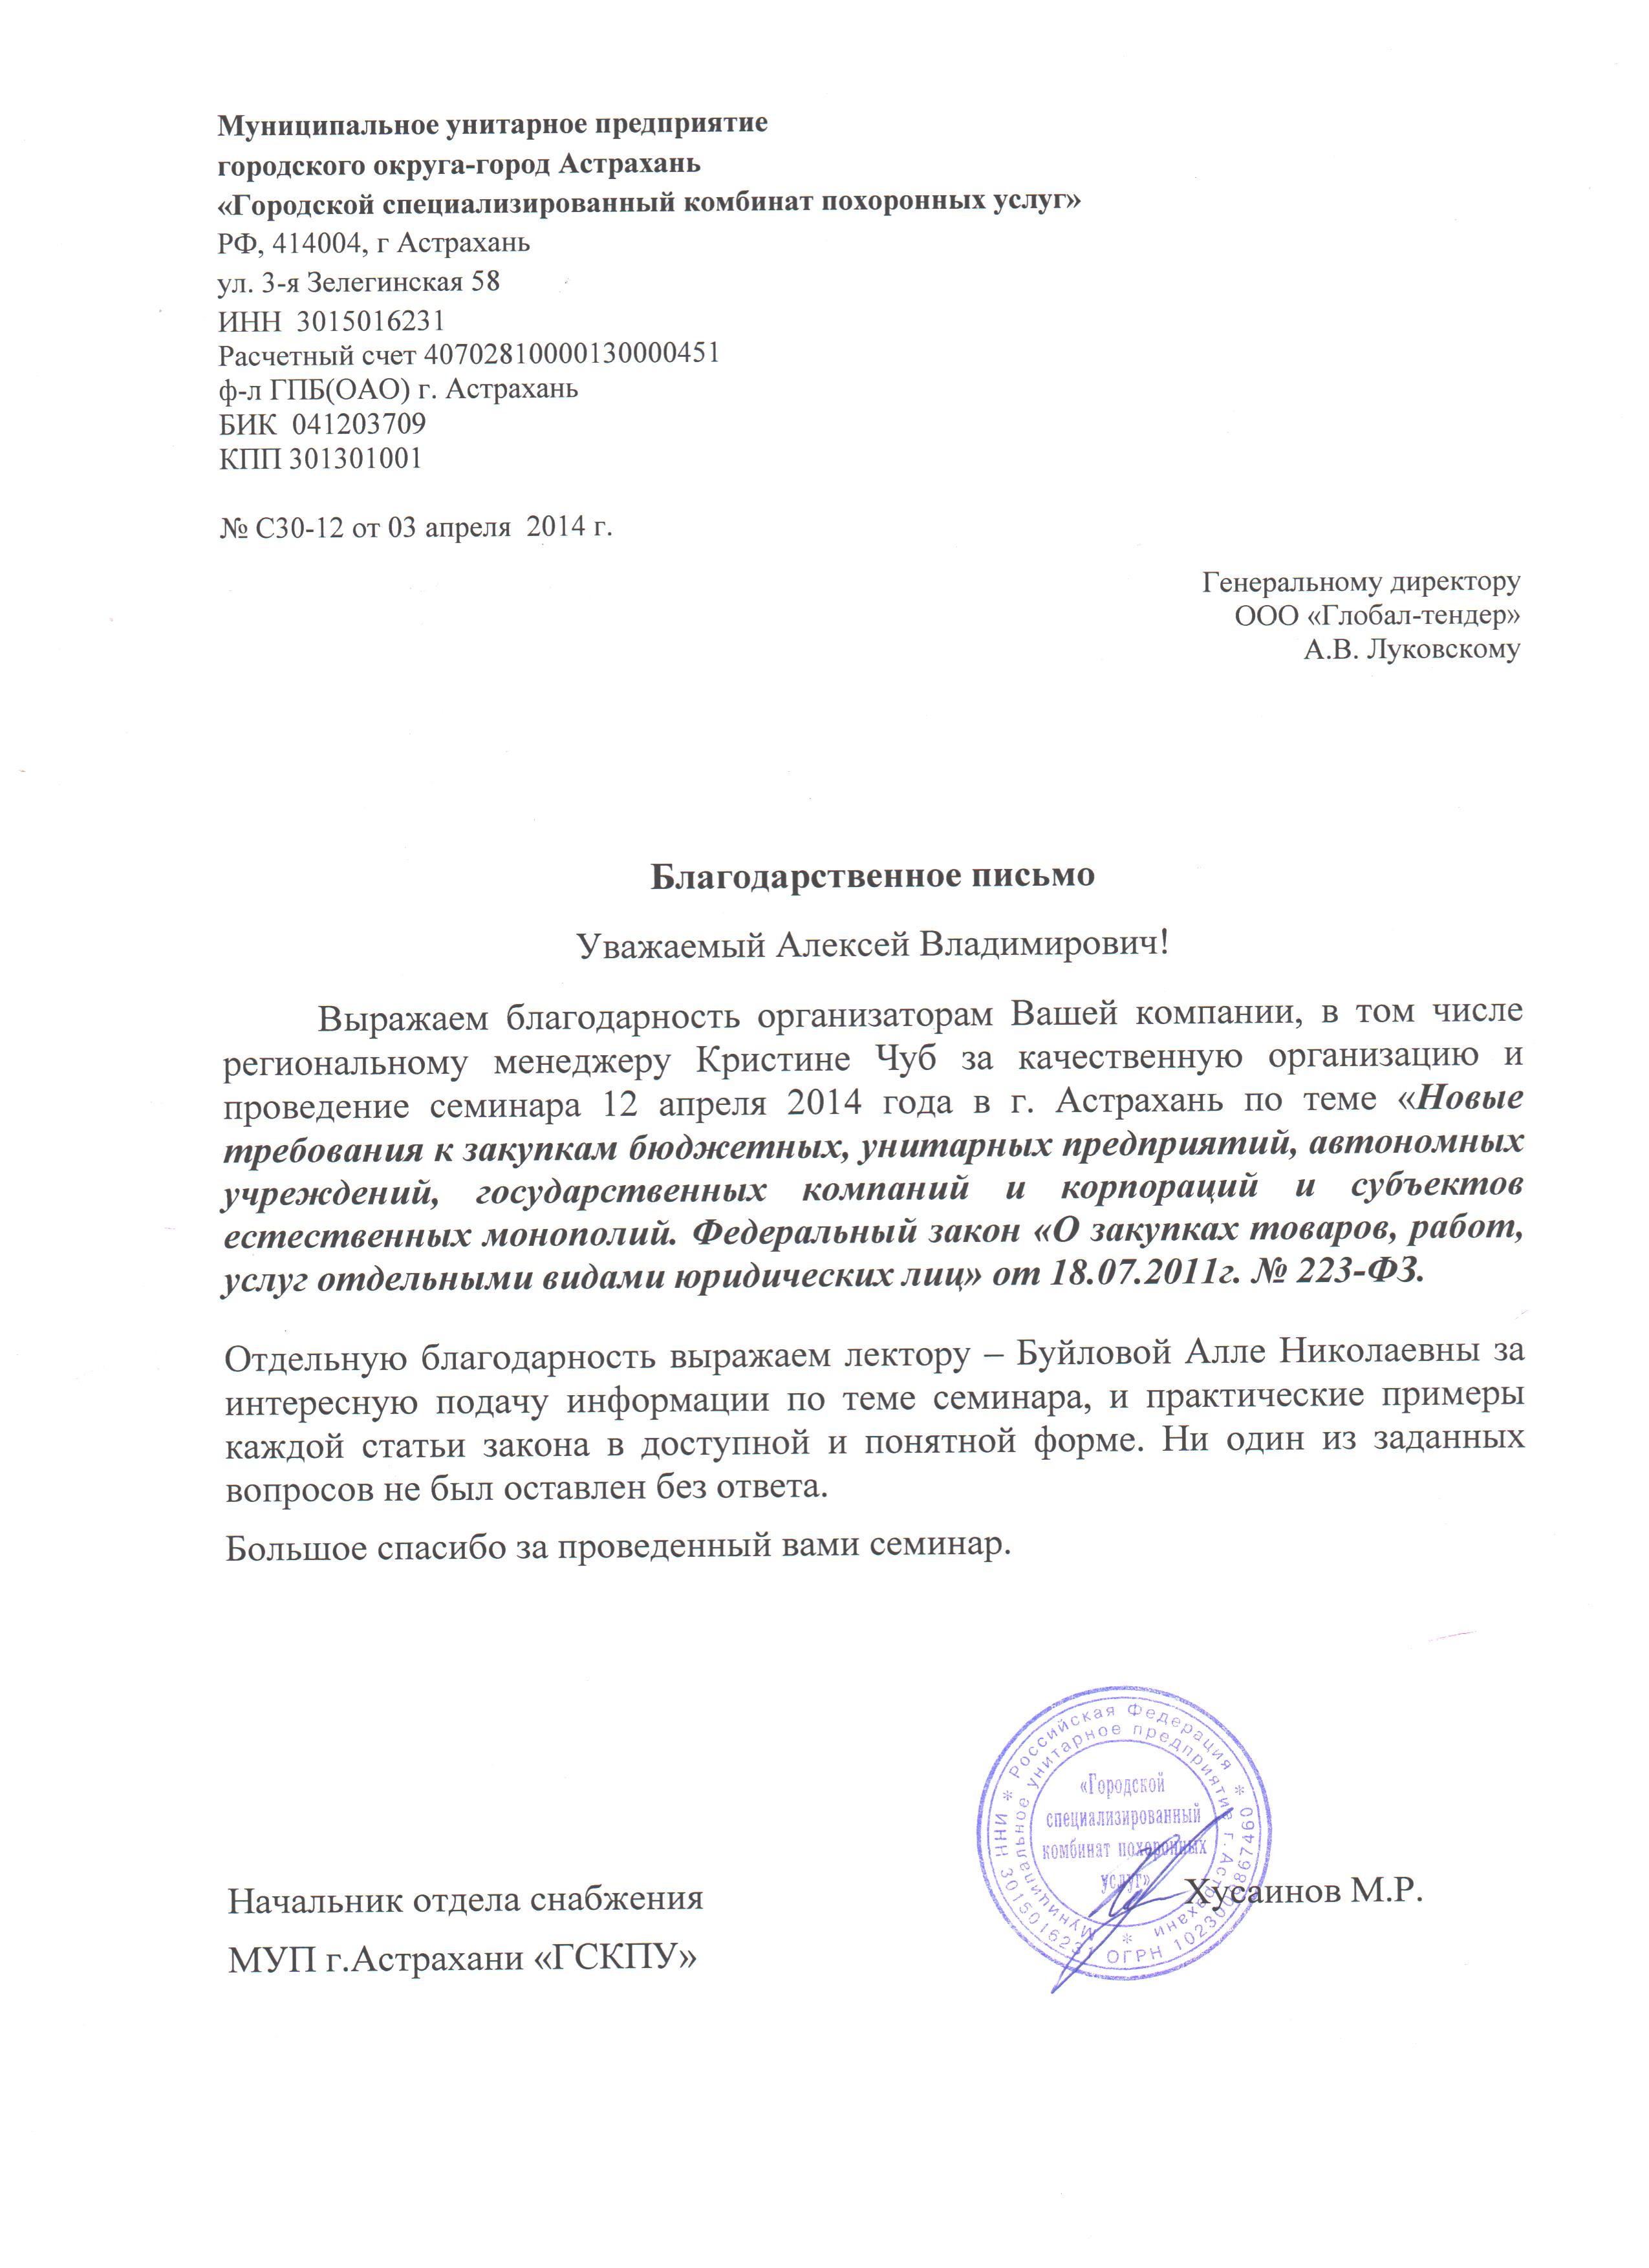 Муниципальное унитарное предприятие
городского округа-город Астрахань
«Городской специализированный комбинат похоронных услуг»
РФ, 414004, г Астрахань
ул. 3-я Зелегинская 58
ИНН  3015016231
Расчетный счет 40702810000130000451
ф-л ГПБ(ОАО) г. Астрахань
БИК  041203709
КПП 301301001
№ С30-12 от 03 апреля  2014 г.
Генеральному директору
ООО «Глобал-тендер»
А.В. Луковскому
Благодарственное письмо
Уважаемый Алексей Владимирович!
Выражаем благодарность организаторам Вашей компании, в том числе
региональному менеджеру Кристине Чуб за качественную организацию и
проведение семинара 12 апреля 2014 года в г. Астрахань по теме «Новые
требования к закупкам бюджетных, унитарных предприятий, автономных
учреждений, государственных компаний и корпораций и субъектов
естественных монополий. Федеральный закон «О закупках товаров, работ,
услуг отдельными видами юридических лиц» от 18.07.2011г. № 223-ФЗ.
Отдельную благодарность выражаем лектору – Буйловой Алле Николаевны за
интересную подачу информации по теме семинара, и практические примеры
каждой статьи закона в доступной и понятной форме. Ни один из заданных
вопросов не был оставлен без ответа.
Большое спасибо за проведенный вами семинар.
Российская Федерация
ИНН 3015016231 ОГРН
Муниципальное унитарное предприятие г. Астрахани
«Городской
специализированный
комбинат похоронных
услуг»
Начальник отдела снабжения
Хусаинов М.Р.
МУП г.Астрахани «ГСКПУ»